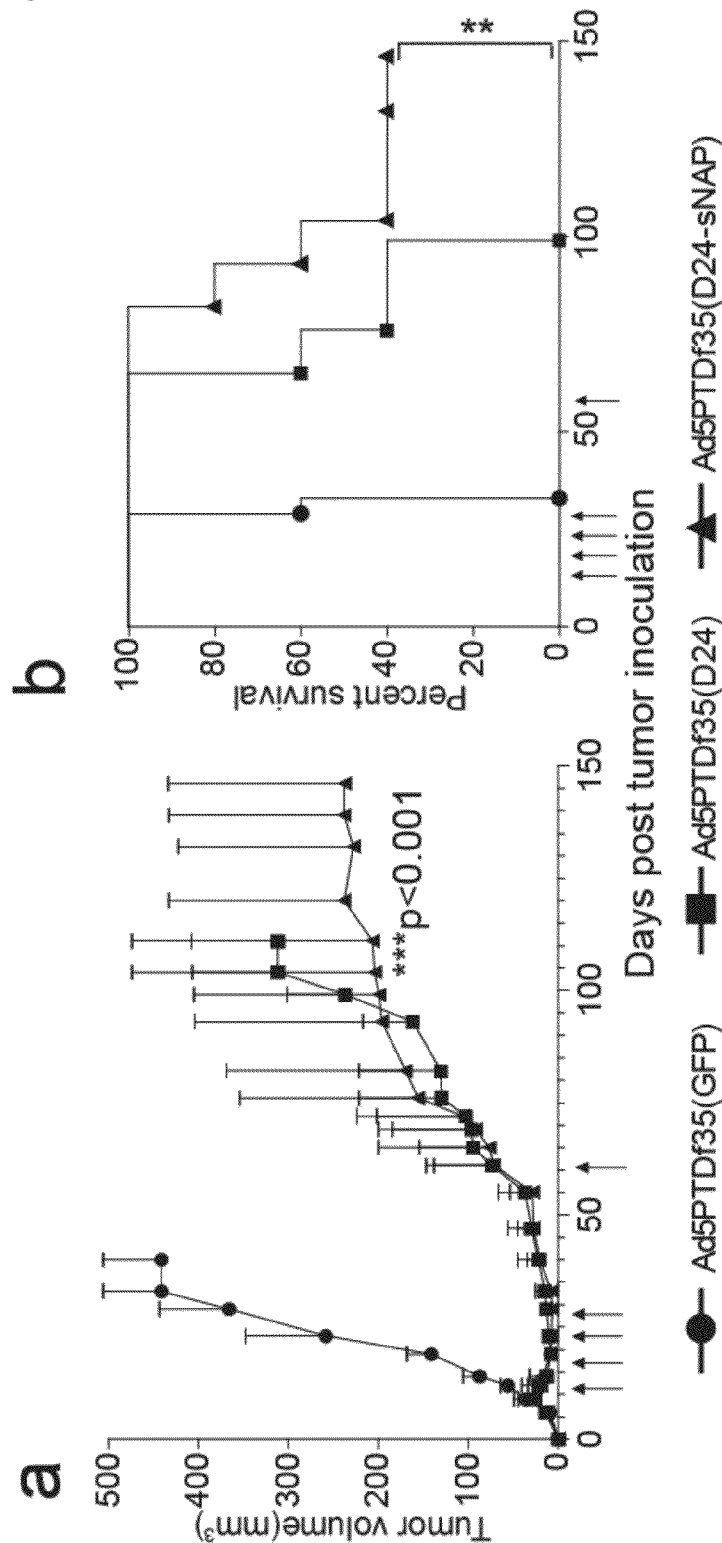 a
500
400
300
200
100
0
Tumor volume(mm³)
0
50
100
150
***p<0.001
b
100
80
60
40
20
0
Percent survival
0
50
100
150
**
Days post tumor inoculation
Ad5PTDf35(GFP)
Ad5PTDf35(D24)
Ad5PTDf35(D24-sNAP)